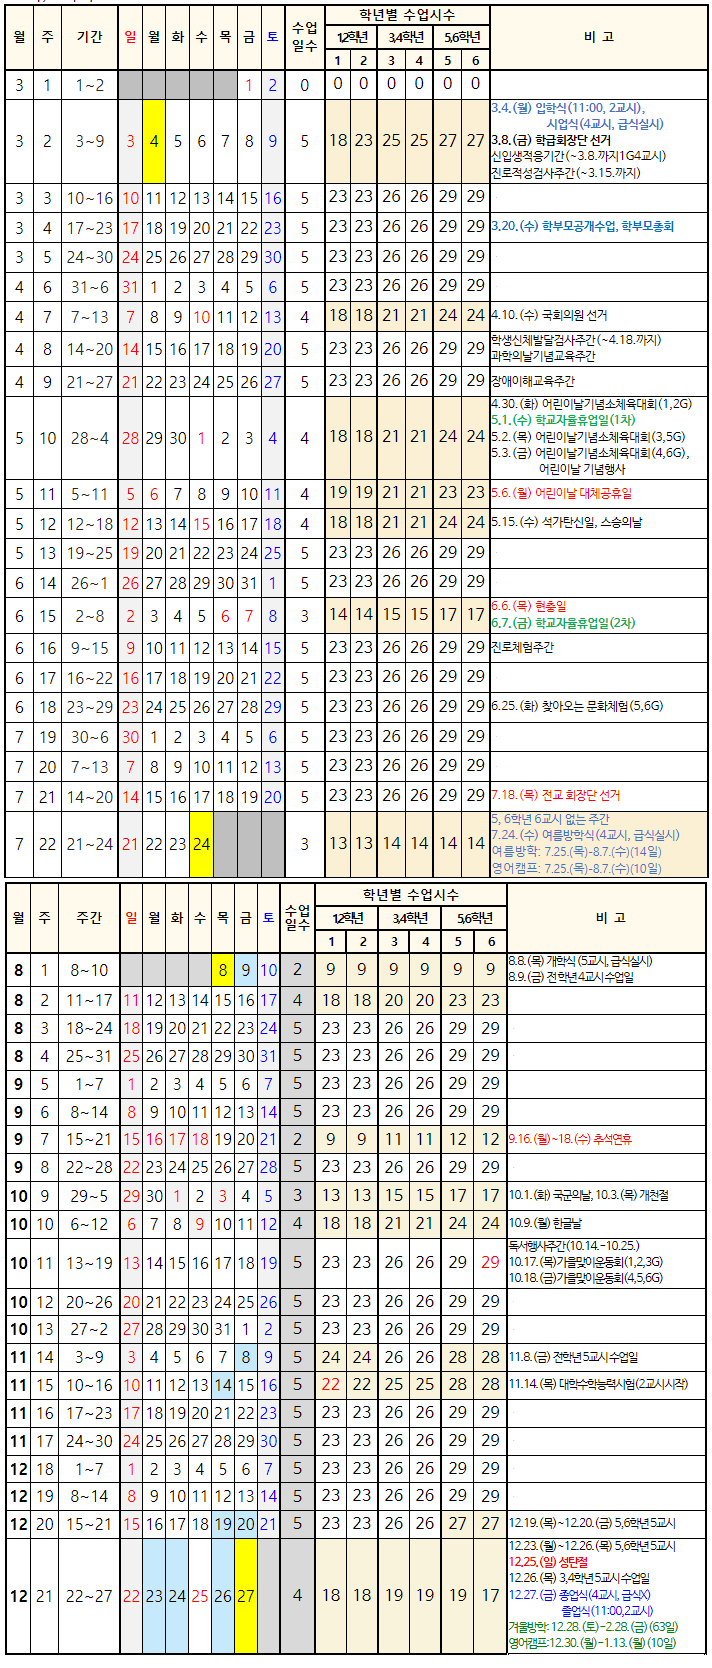 월 주 기간 일 월 화 수 목 금 토 수업일수 학년별 수업시수 비 고
1,2학년 3,4학년 5,6학년
1 2 3 4 5 6
3 1 1~2 1 2 0 0 0 0 0 0 0
3 2 3~9 3 4 5 6 7 8 9 5 18 23 25 25 27 27 3.4.(월) 입학식(11:00, 2교시),
시업식(4교시, 급식실시)
3.8.(금) 학급회장단 선거
신입생적응기간(~3.8.까지1G4교시)
진로적성검사주간(~3.15.까지)
3 3 10~16 10 11 12 13 14 15 16 5 23 23 26 26 29 29
3 4 17~23 17 18 19 20 21 22 23 5 23 23 26 26 29 29 3.20.(수) 학부모공개수업, 학부모총회
3 5 24~30 24 25 26 27 28 29 30 5 23 23 26 26 29 29
4 6 31~6 31 1 2 3 4 5 6 5 23 23 26 26 29 29
4 7 7~13 7 8 9 10 11 12 13 4 18 18 21 21 24 24 4.10.(수) 국회의원 선거
4 8 14~20 14 15 16 17 18 19 20 5 23 23 26 26 29 29 학생신체발달검사주간(~4.18.까지)
과학의날기념교육주간
4 9 21~27 21 22 23 24 25 26 27 5 23 23 26 26 29 29 장애이해교육주간
5 10 28~4 28 29 30 1 2 3 4 4 18 18 21 21 24 24 4.30.(화) 어린이날기념소체육대회(1,2G)
5.1.(수) 학교자율휴업일(1차)
5.2.(목) 어린이날기념소체육대회(3,5G)
5.3.(금) 어린이날기념소체육대회(4,6G),
어린이날 기념행사
5 11 5~11 5 6 7 8 9 10 11 4 19 19 21 21 23 23 5.6.(월) 어린이날 대체공휴일
5 12 12~18 12 13 14 15 16 17 18 4 18 18 21 21 24 24 5.15.(수) 석가탄신일, 스승의날
5 13 19~25 19 20 21 22 23 24 25 5 23 23 26 26 29 29
6 14 26~1 26 27 28 29 30 31 1 5 23 23 26 26 29 29
6 15 2~8 2 3 4 5 6 7 8 3 14 14 15 15 17 17 6.6.(목) 현충일
6.7.(금) 학교자율휴업일(2차)
6 16 9~15 9 10 11 12 13 14 15 5 23 23 26 26 29 29 진로체험주간
6 17 16~22 16 17 18 19 20 21 22 5 23 23 26 26 29 29
6 18 23~29 23 24 25 26 27 28 29 5 23 23 26 26 29 29 6.25.(화) 찾아오는 문화체험(5,6G)
7 19 30~6 30 1 2 3 4 5 6 5 23 23 26 26 29 29
7 20 7~13 7 8 9 10 11 12 13 5 23 23 26 26 29 29
7 21 14~20 14 15 16 17 18 19 20 5 23 23 26 26 29 29 7.18.(목) 전교 회장단 선거
7 22 21~24 21 22 23 24 3 13 13 14 14 14 14 5, 6학년 6교시 없는 주간
7.24.(수) 여름방학식(4교시, 급식실시)
여름방학: 7.25.(목)-8.7.(수)(14일)
영어캠프: 7.25(목)-8.7.(수)(10일)
월 주 주간 일 월 화 수 목 금 토 수업일수 학년별 수업시수 비 고
1,2학년 3,4학년 5,6학년
1 2 3 4 5 6
8 1 8~10 8 9 10 2 9 9 9 9 9 9 8.8.(목) 개학식 (5교시, 급식실시)
8.9.(금) 전학년 4교시 수업일
8 2 11~17 11 12 13 14 15 16 17 4 18 18 20 20 23 23
8 3 18~24 18 19 20 21 22 23 24 5 23 23 26 26 29 29
8 4 25~31 25 26 27 28 29 30 31 5 23 23 26 26 29 29
9 5 1~7 1 2 3 4 5 6 7 5 23 23 26 26 29 29
9 6 8~14 8 9 10 11 12 13 14 5 23 23 26 26 29 29
9 7 15~21 15 16 17 18 19 20 21 2 9 9 11 11 12 12 9.16.(월)~18.(수) 추석연휴
9 8 22~28 22 23 24 25 26 27 28 5 23 23 26 26 29 29
10 9 29~5 29 30 1 2 3 4 5 3 13 13 15 15 17 17 10.1.(화) 국군의날, 10.3.(목) 개천절
10 10 6~12 6 7 8 9 10 11 12 4 18 18 21 21 24 24 10.9.(월) 한글날
10 11 13~19 13 14 15 16 17 18 19 5 23 23 26 26 29 29 독서행사주간(10.14.-10.25.)
10.17.(목)가을맞이운동회(1,2,3G)
10.18.(금)가을맞이운동회(4,5,6G)
10 12 20~26 20 21 22 23 24 25 26 5 23 23 26 26 29 29
10 13 27~2 27 28 29 30 31 1 2 5 23 23 26 26 29 29
11 14 3~9 3 4 5 6 7 8 9 5 24 24 26 26 28 28 11.8.(금) 전학년 5교시 수업일
11 15 10~16 10 11 12 13 14 15 16 5 22 22 25 25 28 28 11.14.(목) 대학수학능력시험(2교시 시작)
11 16 17~23 17 18 19 20 21 22 23 5 23 23 26 26 29 29
11 17 24~30 24 25 26 27 28 29 30 5 23 23 26 26 29 29
12 18 1~7 1 2 3 4 5 6 7 5 23 23 26 26 29 29
12 19 8~14 8 9 10 11 12 13 14 5 23 23 26 26 29 29
12 20 15~21 15 16 17 18 19 20 21 5 23 23 26 26 27 27 12.19.(목)~12.20.(금) 5,6학년 5교시
12 21 22~27 22 23 24 25 26 27 4 18 18 19 19 19 17 12.23.(월)~12.26.(목) 5,6학년 5교시
12.25.(일) 성탄절
12.26.(목) 3,4학년 5교시 수업일
12.27.(금) 종업식(4교시, 급식X)
졸업식(11:00,2교시)
겨울방학: 12.28.(토)-2.28.(금)(63일)
영어캠프:12.30.(월)-1.13.(월)(10일)